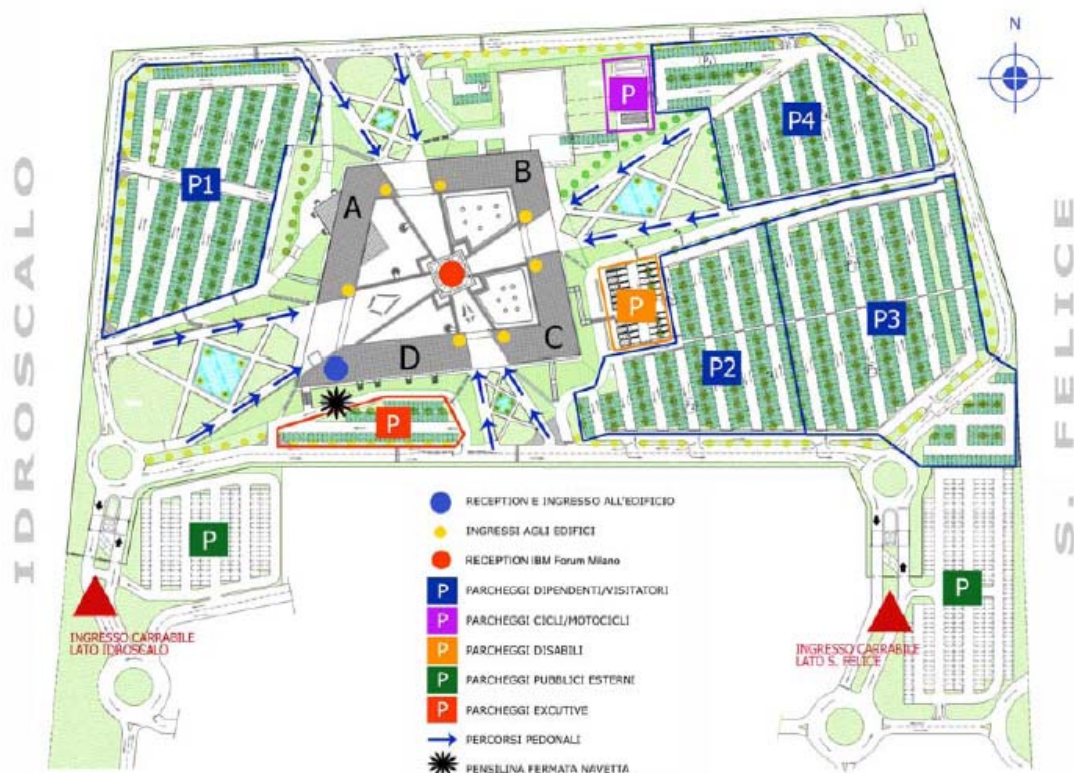 N
P
P4
P1
B
A
IDROSCALO
S. FELICE
P
P3
C
D
P2
P
RECEPTION E INGRESSO ALL'EDIFICIO
INGRESSI AGLI EDIFICI
RECEPTION IBM Forum Milano
P PARCHEGGI DIPENDENTI/VISITATORI
P PARCHEGGI CICLI/MOTOCICLI
P PARCHEGGI DISABILI
P PARCHEGGI PUBBLICI ESTERNI
P PARCHEGGI EXCUTIVE
PERCORSI PEDONALI
PENSILINA FERMATA NAVETTA
P
P
INGRESSO CARRABILE
LATO IDROSCALO
INGRESSO CARRABILE
LATO S. FELICE